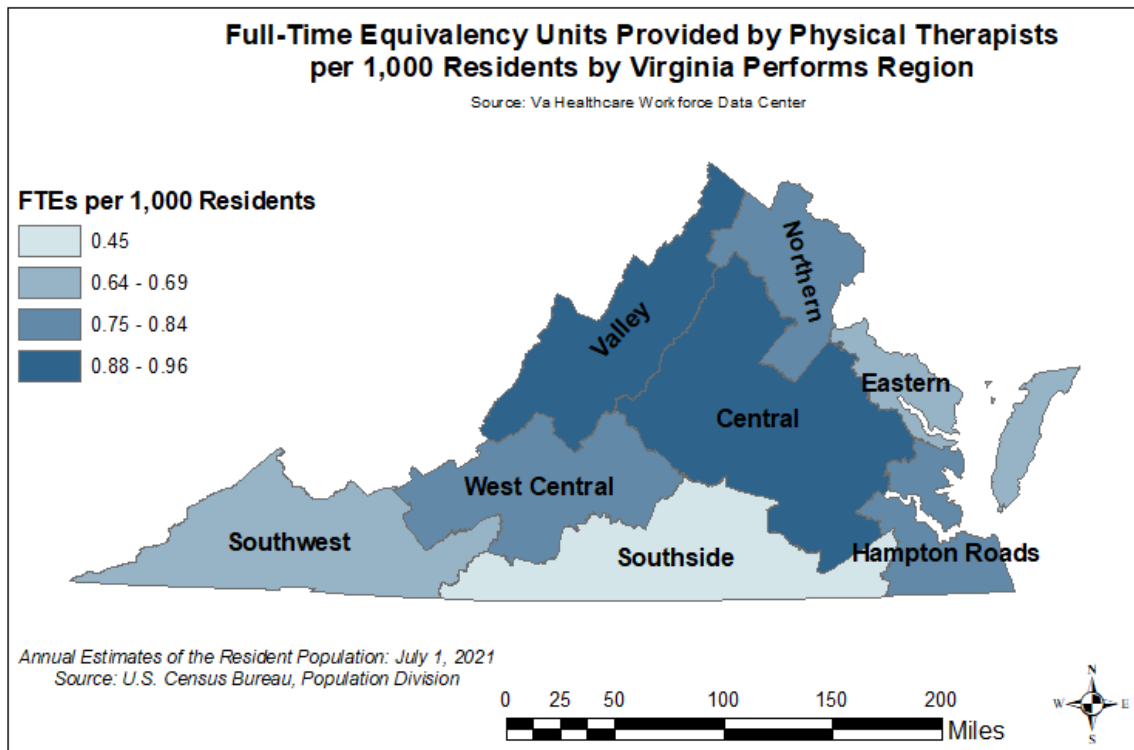 Full-Time Equivalency Units Provided by Physical Therapists
per 1,000 Residents by Virginia Performs Region
Source: Va Healthcare Workforce Data Center
FTEs per 1,000 Residents
0.45
0.64 - 0.69
0.75 - 0.84
0.88 - 0.96
Northern
Valley
Eastern
Central
West Central
Southwest
Southside
Hampton Roads
Annual Estimates of the Resident Population: July 1, 2021
Source: U.S. Census Bureau, Population Division
0 25 50 100 150 200
Miles
N
W E
S